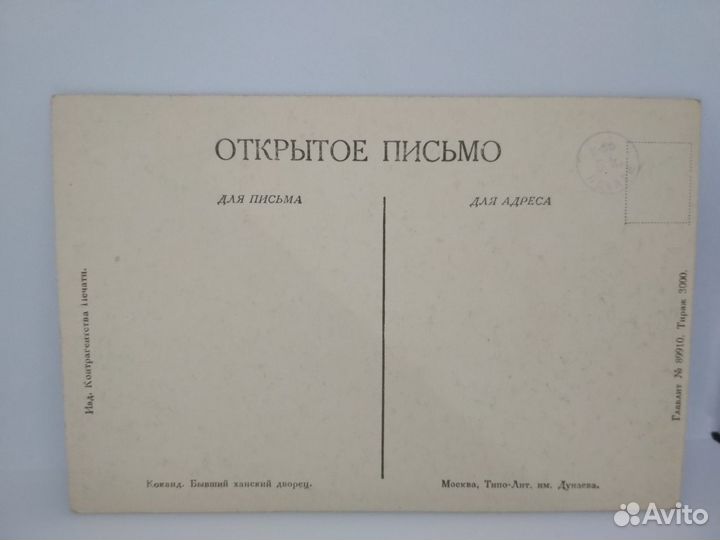 ОТКРЫТОЕ ПИСЬМО
ДЛЯ ПИСЬМА
ДЛЯ АДРЕСА
Изд. Контрагентства Печати.
Главлит № 89910. Тираж 3000.
Коканд. Бывший ханский дворец.
Москва, Типо-Лит. им. Дунаева.
Avito